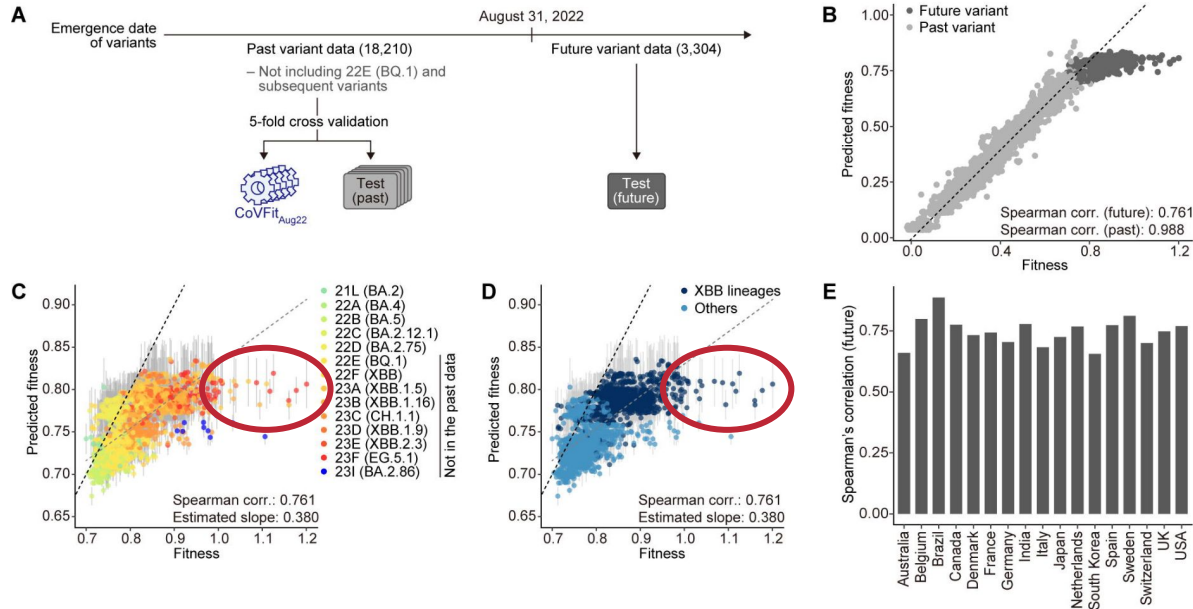 A
Emergence date
of variants
August 31, 2022
Past variant data (18,210)
– Not including 22E (BQ.1) and
subsequent variants
Future variant data (3,304)
5-fold cross validation
CoVFitAug22
Test
(past)
Test
(future)
B
Future variant
Past variant
Predicted fitness
1.00
0.75
0.50
0.25
0.00
Spearman corr. (future): 0.761
Spearman corr. (past): 0.988
0.0
0.4
0.8
1.2
Fitness
C
Predicted fitness
0.90
0.85
0.80
0.75
0.70
0.65
Spearman corr.: 0.761
Estimated slope: 0.380
0.7
0.8
0.9
1.0
1.1
1.2
Fitness
21L (BA.2)
22A (BA.4)
22B (BA.5)
22C (BA.2.12.1)
22D (BA.2.75)
22E (BQ.1)
22F (XBB)
23A (XBB.1.5)
23B (XBB.1.16)
23C (CH.1.1)
23D (XBB.1.9)
23E (XBB.2.3)
23F (EG.5.1)
23I (BA.2.86)
Not in the past data
D
XBB lineages
Others
Predicted fitness
0.90
0.85
0.80
0.75
0.70
0.65
Spearman corr.: 0.761
Estimated slope: 0.380
0.7
0.8
0.9
1.0
1.1
1.2
Fitness
E
Spearman's correlation (future)
0.75
0.50
0.25
0.00
Australia
Belgium
Brazil
Canada
Denmark
France
Germany
India
Italy
Japan
Netherlands
South Korea
Spain
Sweden
Switzerland
UK
USA